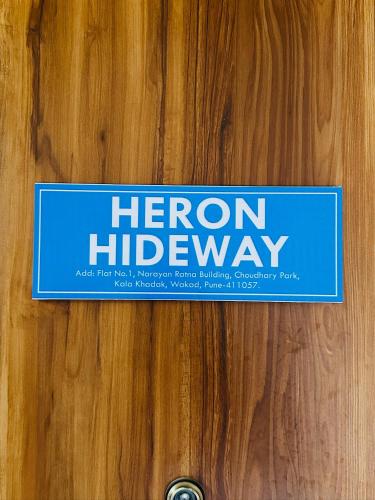 HERON
HIDEWAY
Add: Flat No.1, Narayan Ratna Building, Choudhary Park,
Kala Khadak, Wakad, Pune-411057.